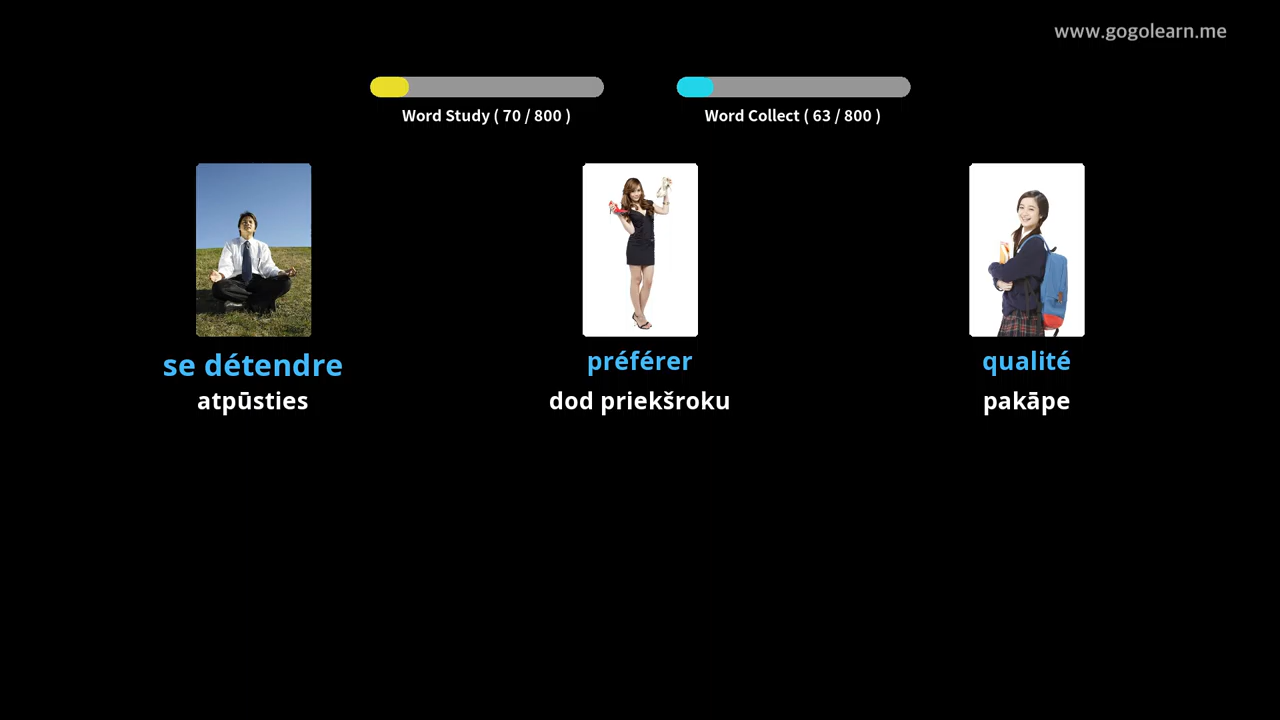 www.gogolearn.me
Word Study ( 70 / 800 )
Word Collect ( 63 / 800 )
se détendre
atpūsties
préférer
dod priekšroku
qualité
pakāpe